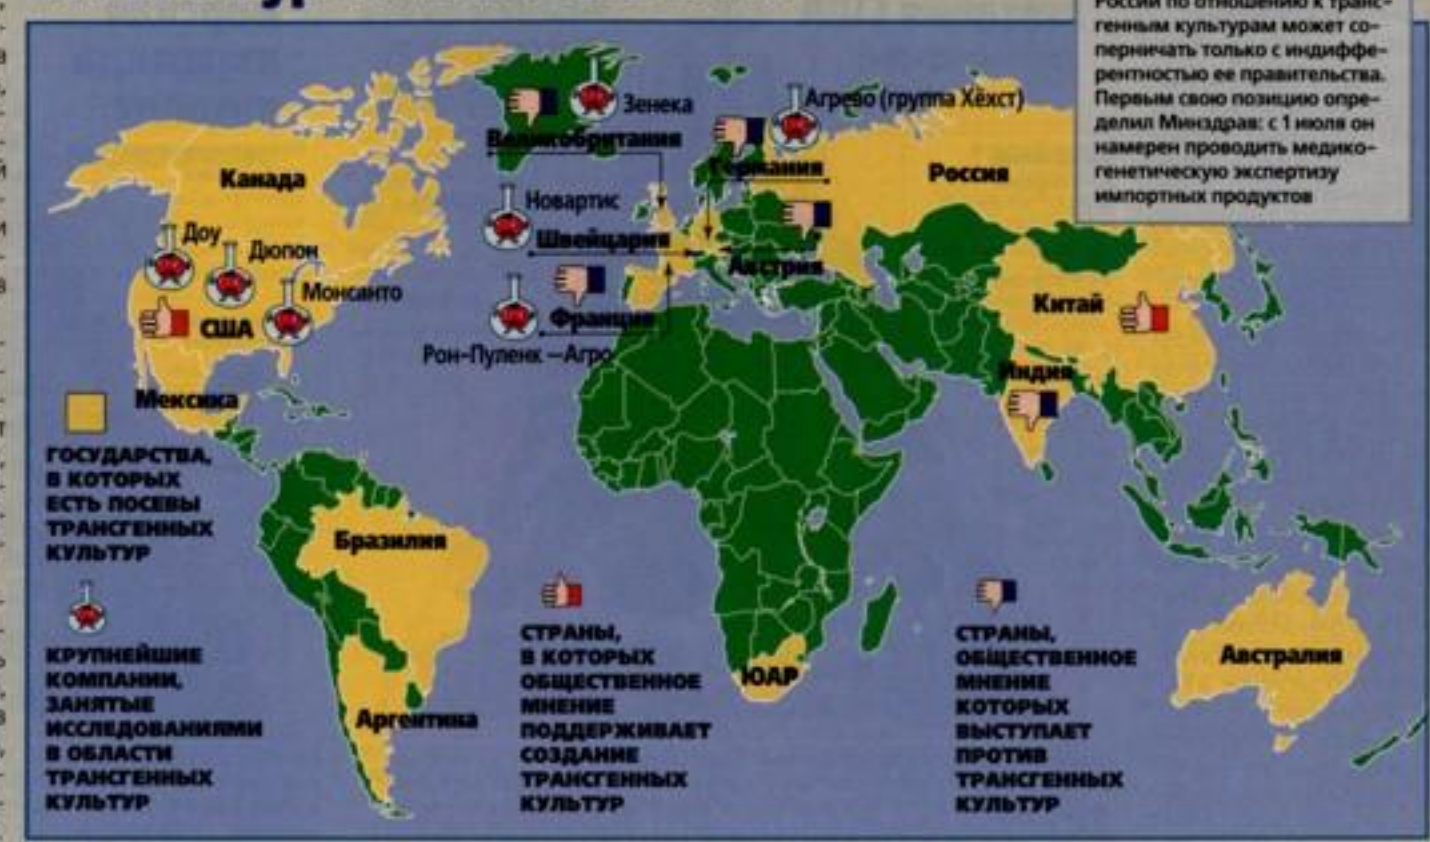 России по отношению к транс-
генным культурам может со-
перничать только с индиффе-
рентностью ее правительства.
Первым свою позицию опре-
делил Минздрав: с 1 июля он
намерен проводить медико-
генетическую экспертизу
импортных продуктов
Зенека
Великобритания
Агрево (группа Хёхст)
Германия
Россия
Канада
Новартис
Швейцария
Австрия
Доу
Дюпон
Монсанто
США
Франция
Рон-Пуленк —Агро
Китай
Индия
Мексика
ГОСУДАРСТВА,
В КОТОРЫХ
ЕСТЬ ПОСЕВЫ
ТРАНСГЕННЫХ
КУЛЬТУР
Бразилия
Аргентина
ЮАР
Австралия
КРУПНЕЙШИЕ
КОМПАНИИ,
ЗАНЯТЫЕ
ИССЛЕДОВАНИЯМИ
В ОБЛАСТИ
ТРАНСГЕННЫХ
КУЛЬТУР
СТРАНЫ,
В КОТОРЫХ
ОБЩЕСТВЕННОЕ
МНЕНИЕ
ПОДДЕРЖИВАЕТ
СОЗДАНИЕ
ТРАНСГЕННЫХ
КУЛЬТУР
СТРАНЫ,
ОБЩЕСТВЕННОЕ
МНЕНИЕ
КОТОРЫХ
ВЫСТУПАЕТ
ПРОТИВ
ТРАНСГЕННЫХ
КУЛЬТУР